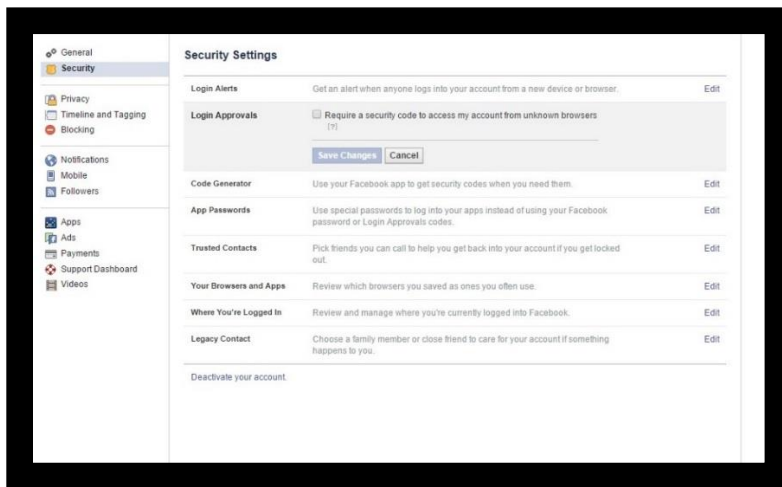 General
Security
Privacy
Timeline and Tagging
Blocking
Notifications
Mobile
Followers
Apps
Ads
Payments
Support Dashboard
Videos
Security Settings
Login Alerts Get an alert when anyone logs into your account from a new device or browser. Edit
Login Approvals Require a security code to access my account from unknown browsers
[?]
Save Changes Cancel
Code Generator Use your Facebook app to get security codes when you need them. Edit
App Passwords Use special passwords to log into your apps instead of using your Facebook Edit
password or Login Approvals codes.
Trusted Contacts Pick friends you can call to help you get back into your account if you get locked Edit
out.
Your Browsers and Apps Review which browsers you saved as ones you often use. Edit
Where You're Logged In Review and manage where you're currently logged into Facebook. Edit
Legacy Contact Choose a family member or close friend to care for your account if something Edit
happens to you.
Deactivate your account.